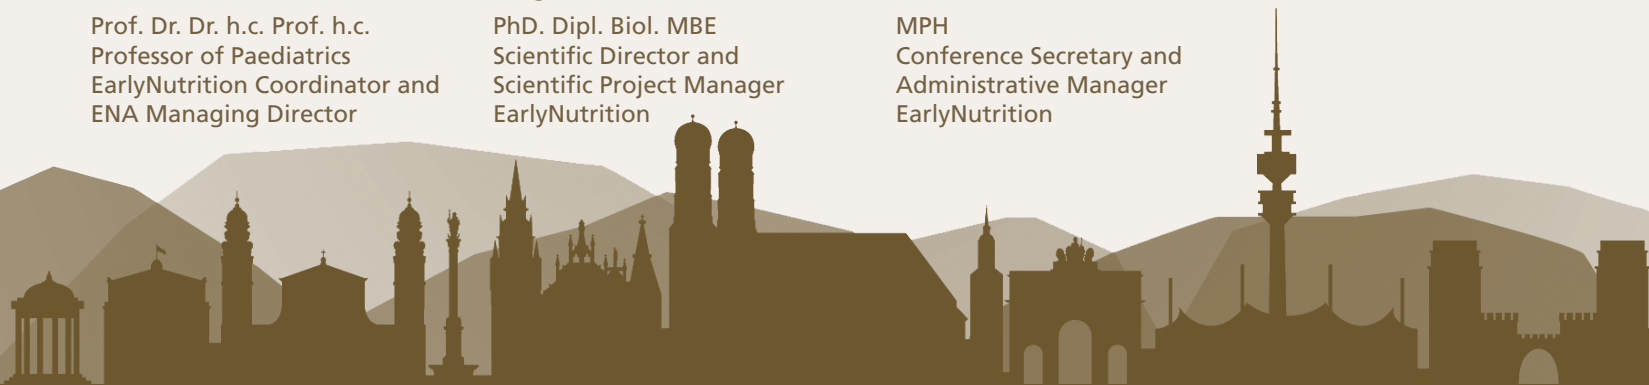 Prof. Dr. Dr. h.c. Prof. h.c.
Professor of Paediatrics
EarlyNutrition Coordinator and
ENA Managing Director
PhD. Dipl. Biol. MBE
Scientific Director and
Scientific Project Manager
EarlyNutrition
MPH
Conference Secretary and
Administrative Manager
EarlyNutrition